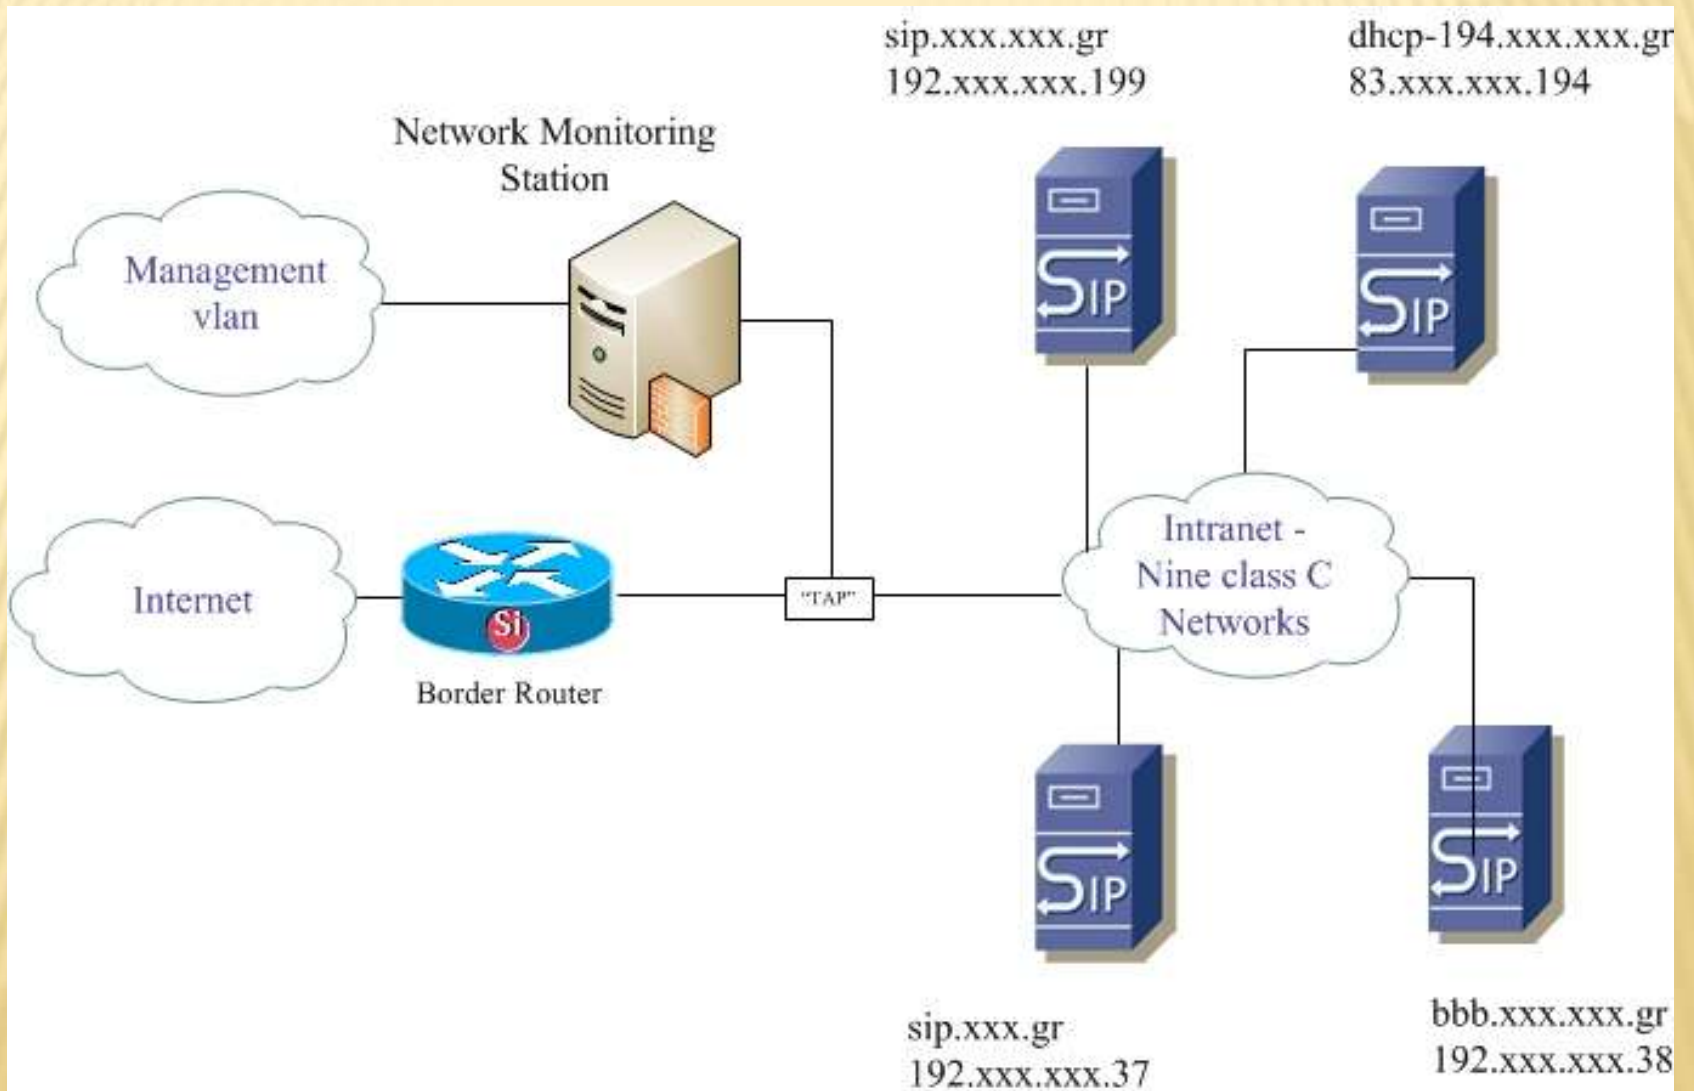 sip.xxx.xxx.gr
192.xxx.xxx.199
dhcp-194.xxx.xxx.gr
83.xxx.xxx.194
Network Monitoring
Station
Management
vlan
SIP
SIP
Intranet -
Nine class C
Networks
Internet
"TAP"
Si
Border Router
SIP
SIP
sip.xxx.gr
192.xxx.xxx.37
bbb.xxx.xxx.gr
192.xxx.xxx.38